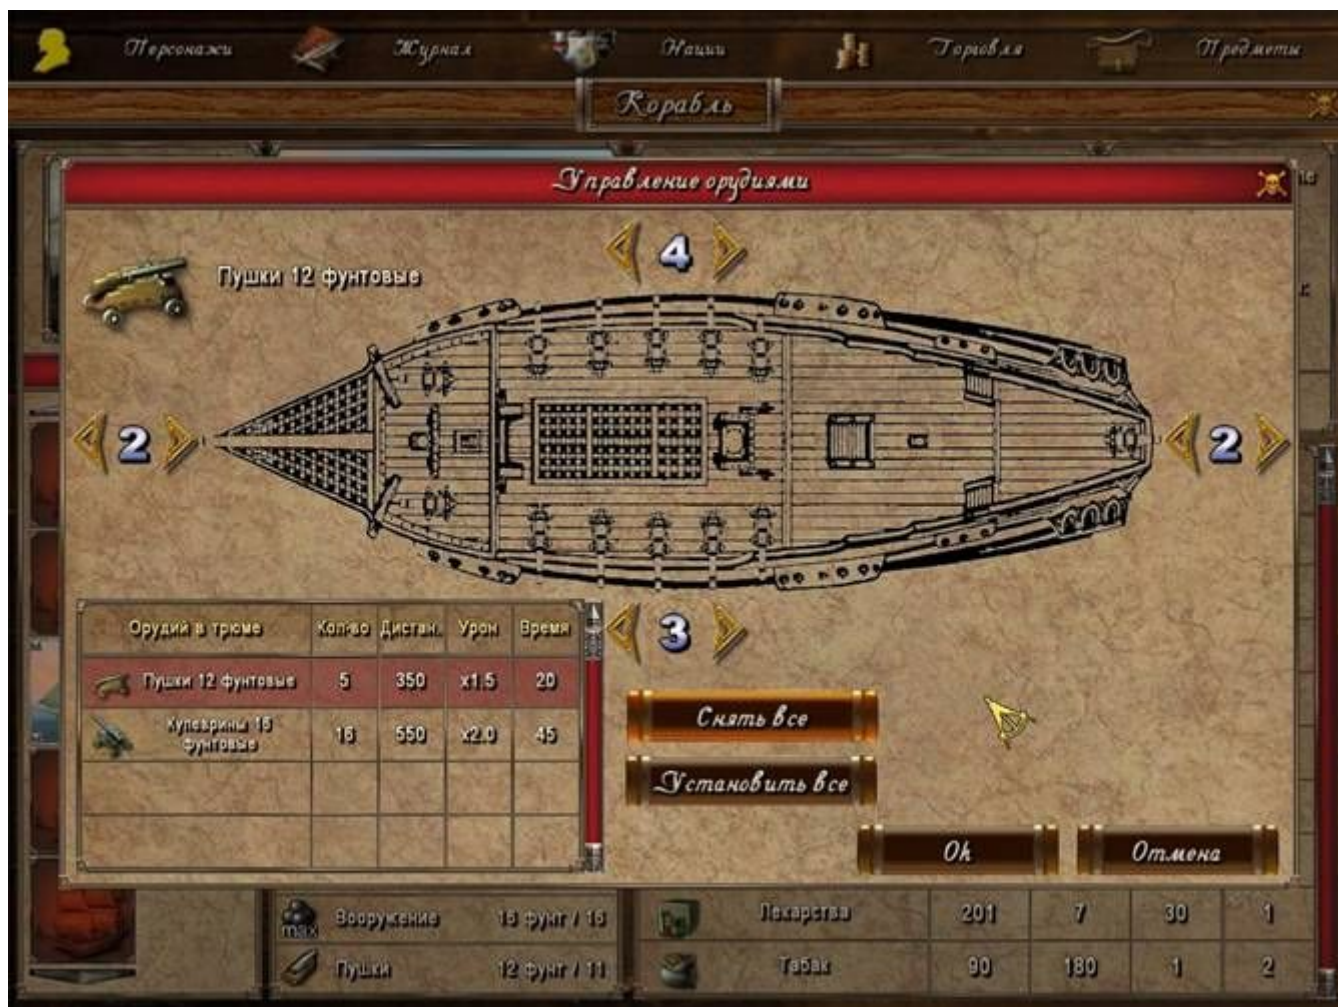 Персонажи Журнал Нации Торговля Предметы
Корабль
Управление орудиями
4
Пушки 12 фунтовые
2 2
Орудий в трюме Кол-во Дистан. Урон Время
3
Пушки 12 фунтовые 5 350 x1.5 20
Снять все
Кулеврины 16
фунтовые 16 550 x2.0 45
Установить все
Ok Отмена
Вооружение 16 фунт / 16 Лекарства 201 7 30 1
max
Пушки 12 фунт / 11 Табак 90 180 1 2